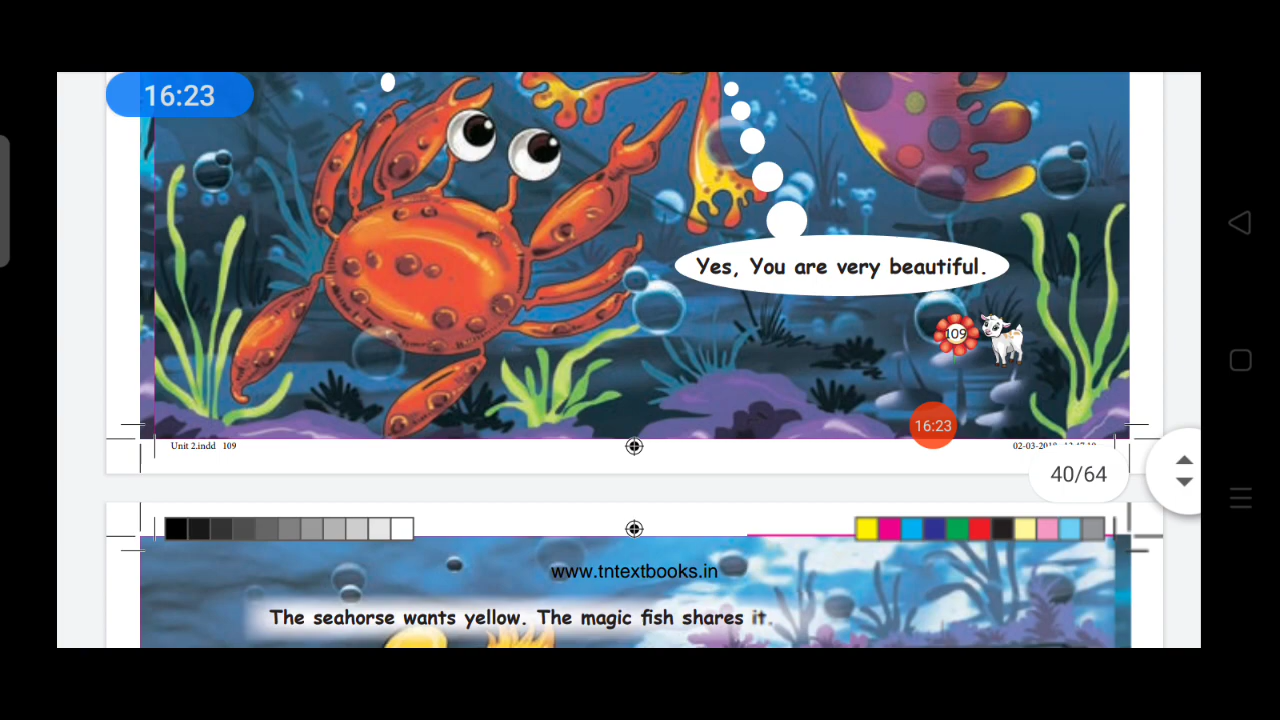 16:23
Yes, You are very beautiful.
109
16:23
Unit 2.indd 109
40/64
www.tntextbooks.in
The seahorse wants yellow. The magic fish shares it.